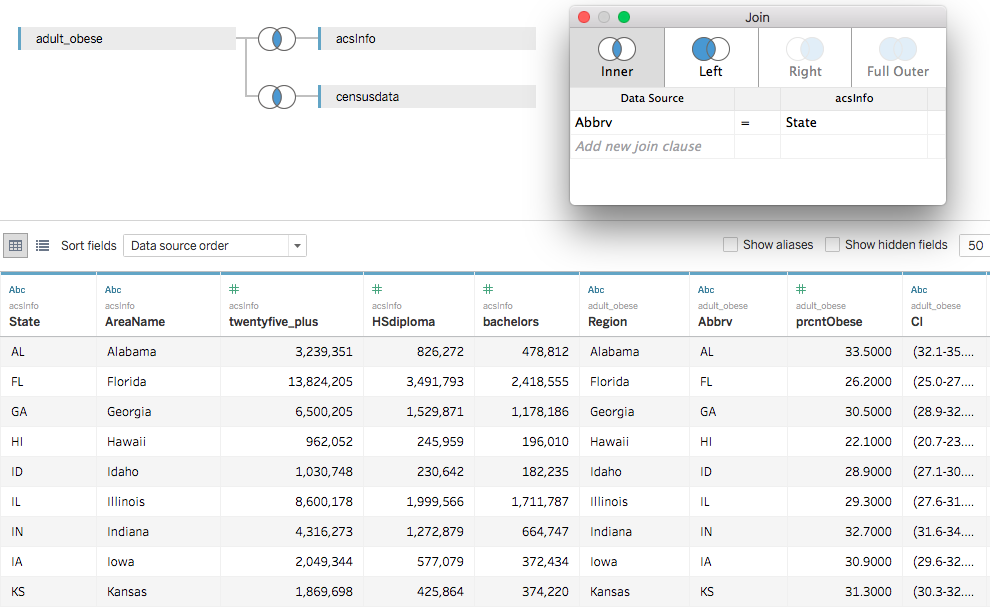 adult_obese
acsInfo
censusdata
Join
Inner Left Right Full Outer
Data Source acsInfo
Abbrv = State
Add new join clause
Sort fields Data source order Show aliases Show hidden fields 50
Abc Abc # # # Abc Abc # Abc
acsInfo acsInfo acsInfo acsInfo acsInfo adult_obese adult_obese adult_obese adult_obese
State AreaName twentyfive_plus HSdiploma bachelors Region Abbrv prcntObese CI
AL Alabama 3,239,351 826,272 478,812 Alabama AL 33.5000 (32.1-35....
FL Florida 13,824,205 3,491,793 2,418,555 Florida FL 26.2000 (25.0-27....
GA Georgia 6,500,205 1,529,871 1,178,186 Georgia GA 30.5000 (28.9-32....
HI Hawaii 962,052 245,959 196,010 Hawaii HI 22.1000 (20.7-23....
ID Idaho 1,030,748 230,642 182,235 Idaho ID 28.9000 (27.1-30....
IL Illinois 8,600,178 1,999,566 1,711,787 Illinois IL 29.3000 (27.6-31....
IN Indiana 4,316,273 1,272,879 664,747 Indiana IN 32.7000 (31.6-34....
IA Iowa 2,049,344 577,079 372,434 Iowa IA 30.9000 (29.6-32....
KS Kansas 1,869,698 425,864 374,220 Kansas KS 31.3000 (30.3-32....